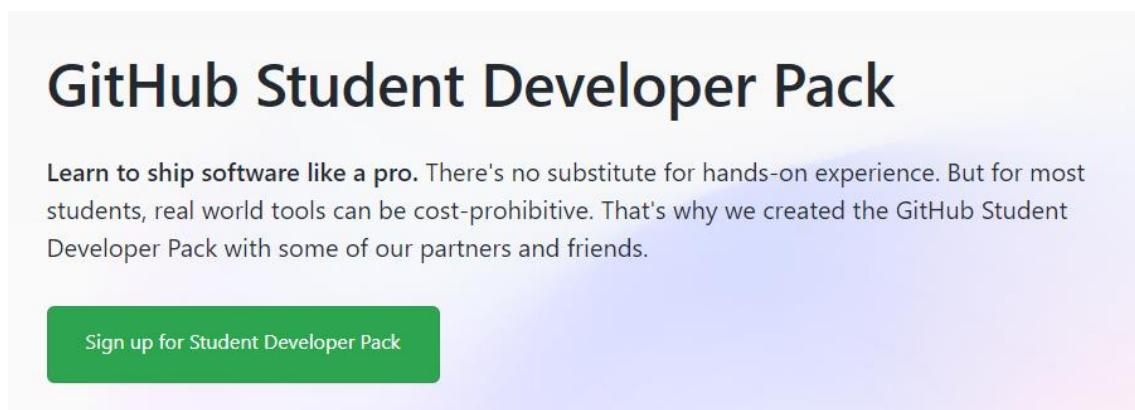 GitHub Student Developer Pack
Learn to ship software like a pro. There's no substitute for hands-on experience. But for most
students, real world tools can be cost-prohibitive. That's why we created the GitHub Student
Developer Pack with some of our partners and friends.
Sign up for Student Developer Pack